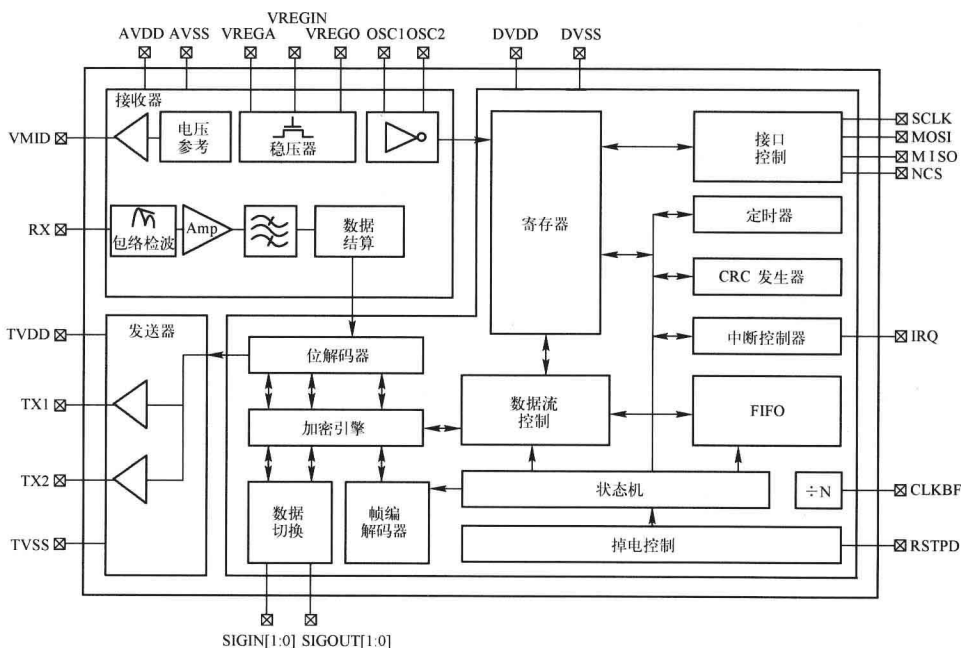 VREGIN
AVDD AVSS VREGA VREGO OSC1 OSC2 DVDD DVSS
接收器
VMID
电压
参考
稳压器
接口
控制
SCLK
MOSI
MISO
NCS
寄存器
定时器
RX
包络检波
Amp
数据
结算
CRC 发生器
TVDD
发送器
位解码器
中断控制器
IRQ
TX1
加密引擎
数据流
控制
FIFO
TX2
状态机
÷N
CLKBF
数据
切换
帧编
解码器
TVSS
掉电控制
RSTPD
SIGIN[1:0] SIGOUT[1:0]